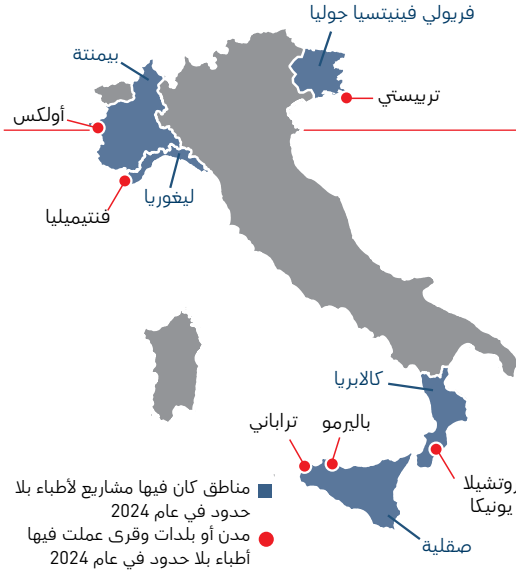 فريولي فينيتسيا جوليا
بيمنتة
تريستي
أولكس
ليغوريا
فنتيميليا
كالابريا
باليرمو
تراباني
روتشيلا
يونيكا
صقلية
مناطق كان فيها مشاريع لأطباء بلا
حدود في عام 2024
مدن أو بلدات وقرى عملت فيها
أطباء بلا حدود في عام 2024